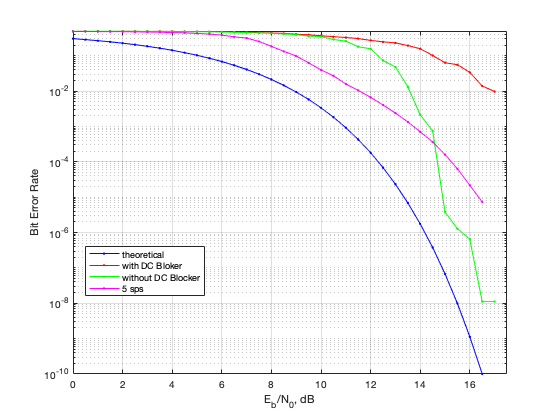 10^-2
10^-4
10^-6
10^-8
10^-10
Bit Error Rate
theoretical
with DC Bloker
without DC Blocker
5 sps
0 2 4 6 8 10 12 14 16
E_b/N_0, dB